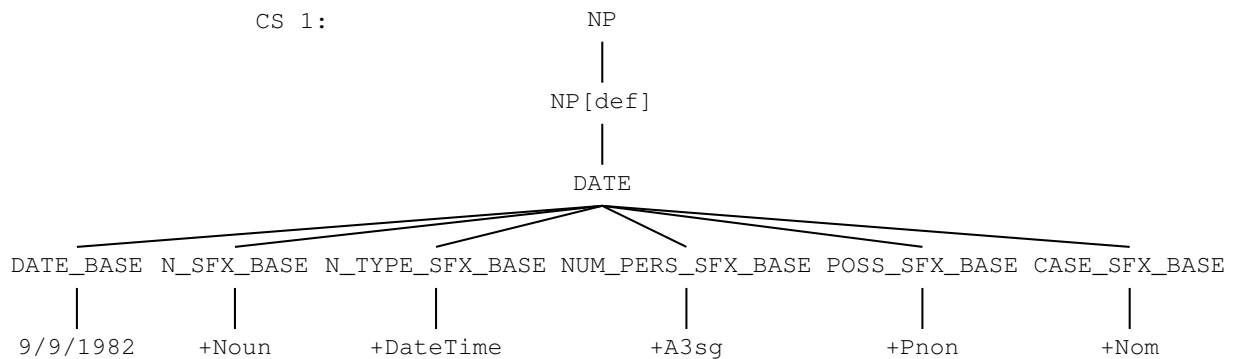 CS 1: NP
NP[def]
DATE
DATE_BASE N_SFX_BASE N_TYPE_SFX_BASE NUM_PERS_SFX_BASE POSS_SFX_BASE CASE_SFX_BASE
9/9/1982 +Noun +DateTime +A3sg +Pnon +Nom